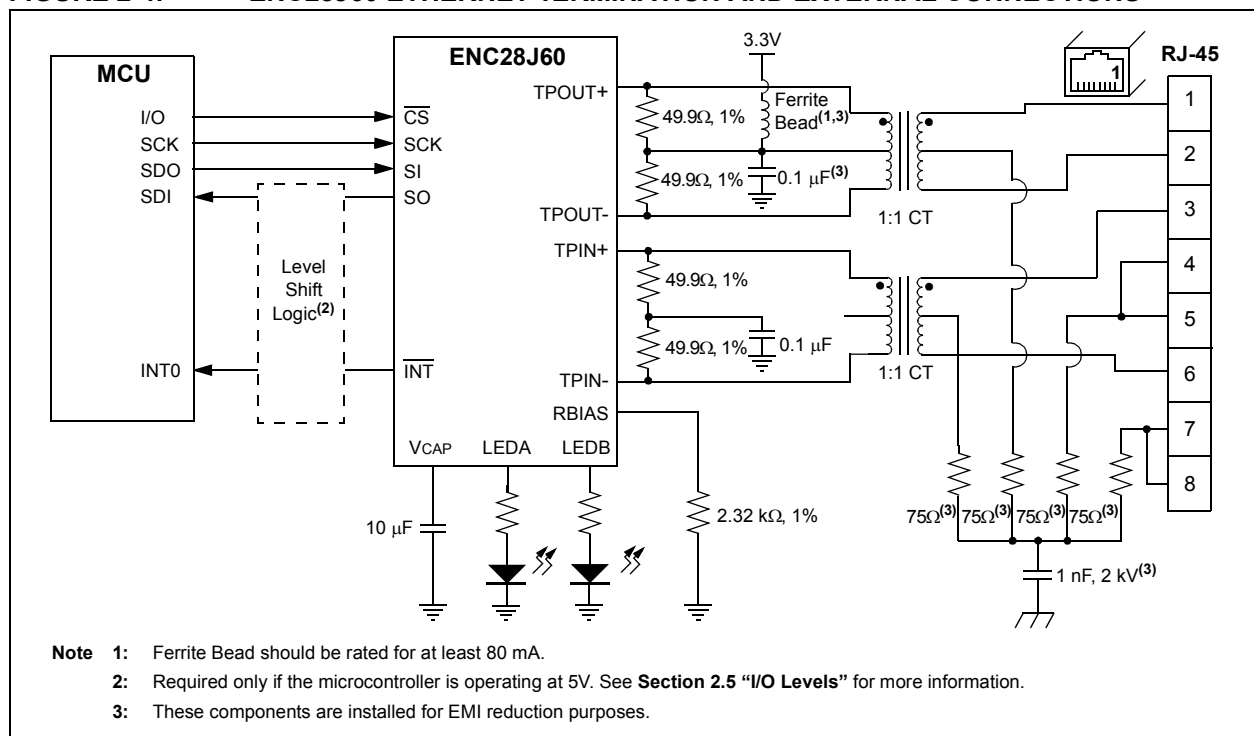 MCU
I/O
SCK
SDO
SDI
INT0
Level
Shift
Logic(2)
ENC28J60
CS
SCK
SI
SO
INT
TPOUT+
TPOUT-
TPIN+
TPIN-
RBIAS
VCAP LEDA LEDB
10 μF
2.32 kΩ, 1%
3.3V
Ferrite
Bead(1,3)
49.9Ω, 1%
49.9Ω, 1%
0.1 μF(3)
1:1 CT
49.9Ω, 1%
49.9Ω, 1%
0.1 μF
1:1 CT
1
RJ-45
1
2
3
4
5
6
7
8
75Ω(3) 75Ω(3) 75Ω(3) 75Ω(3)
1 nF, 2 kV(3)
Note 1: Ferrite Bead should be rated for at least 80 mA.
2: Required only if the microcontroller is operating at 5V. See Section 2.5 “I/O Levels” for more information.
3: These components are installed for EMI reduction purposes.